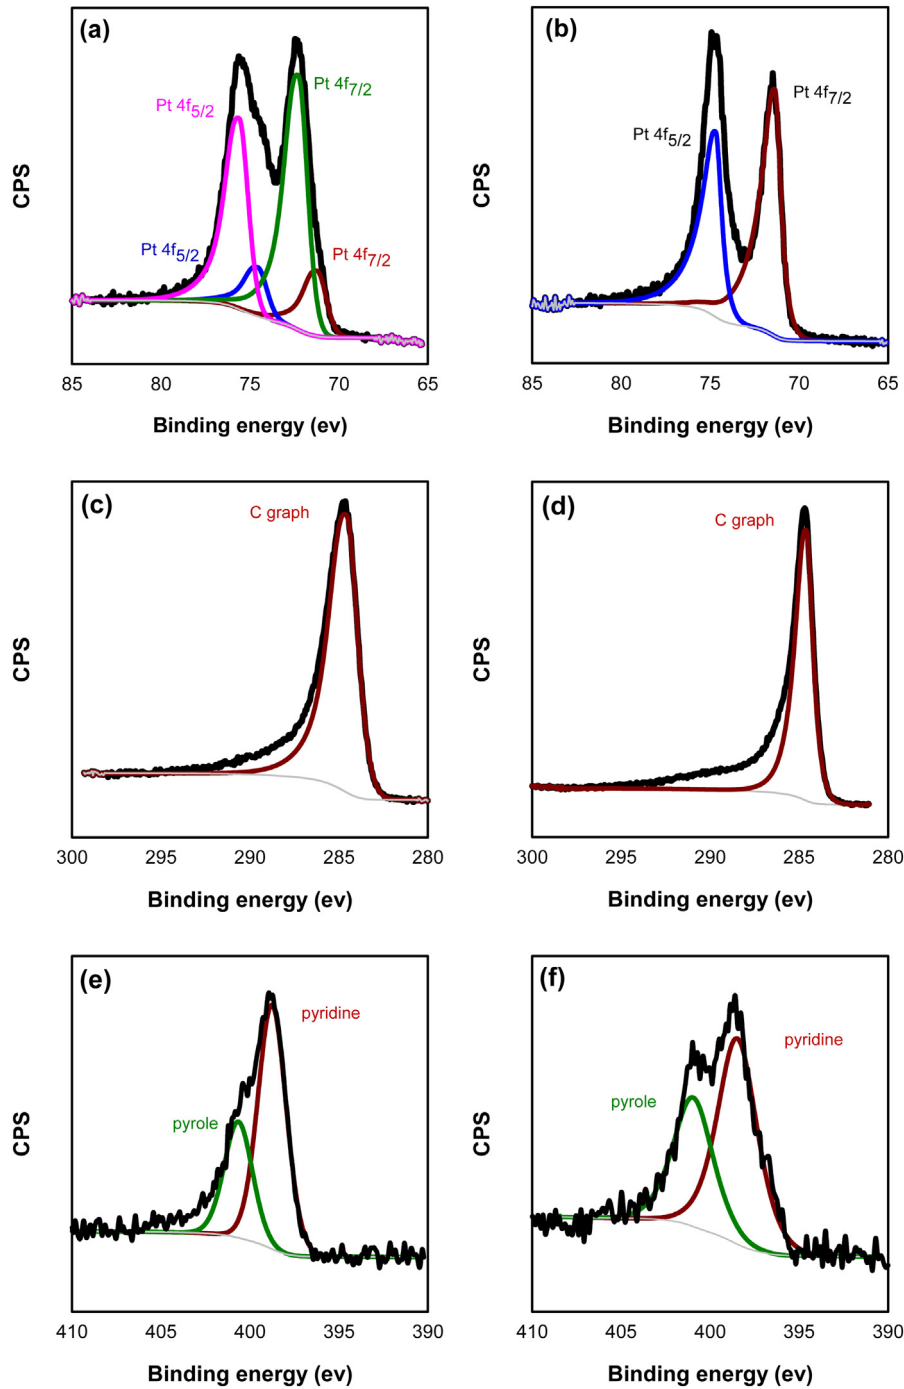 (a)
Pt 4f5/2
Pt 4f7/2
Pt 4f5/2
Pt 4f7/2
CPS
85 80 75 70 65
Binding energy (ev)
(b)
Pt 4f7/2
Pt 4f5/2
CPS
85 80 75 70 65
Binding energy (ev)
(c)
C graph
CPS
300 295 290 285 280
Binding energy (ev)
(d)
C graph
CPS
300 295 290 285 280
Binding energy (ev)
(e)
pyridine
pyrole
CPS
410 405 400 395 390
Binding energy (ev)
(f)
pyridine
pyrole
CPS
410 405 400 395 390
Binding energy (ev)